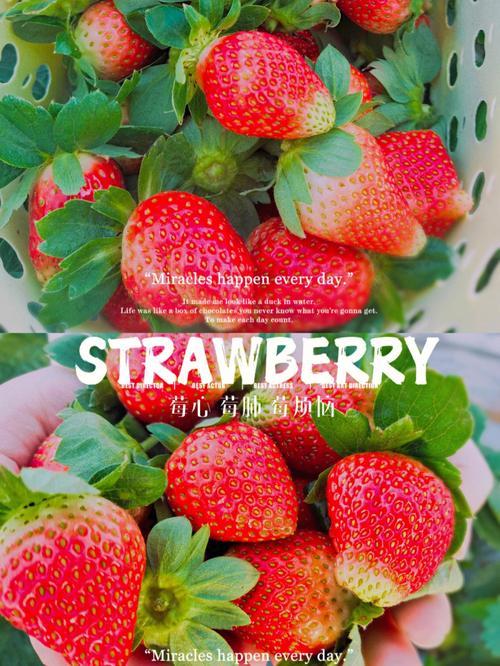 “Miracles happen every day.”
It made me look like a duck in water.
Life was like a box of chocolates,you never know what you're gonna get.
To make each day count.
STRAWBERRY
BEST DIRECTOR BEST ACTOR BEST ACTRESS BEST ART DIRECTION
莓心 莓肺 莓烦恼
“Miracles happen every day.”